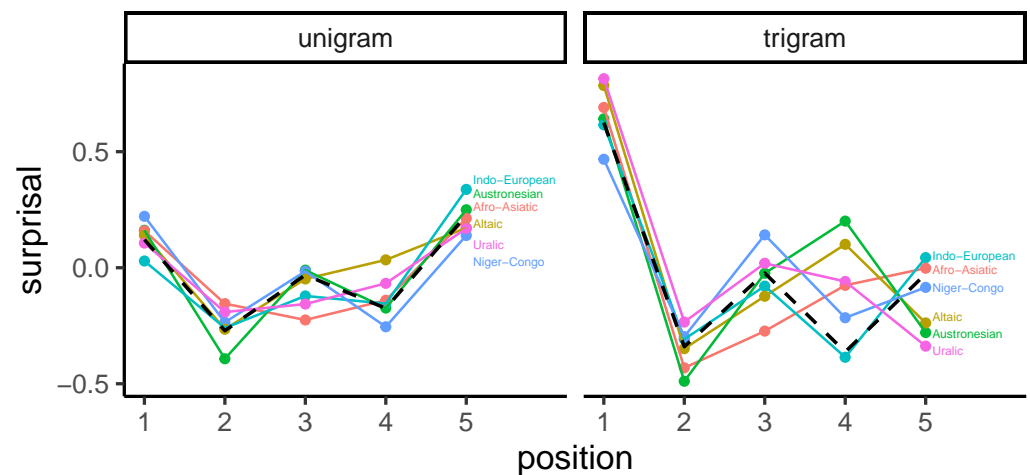 unigram
trigram
surprisal
0.5
0.0
−0.5
Indo−European
Austronesian
Afro−Asiatic
Altaic
Uralic
Niger−Congo
Indo−European
Afro−Asiatic
Niger−Congo
Altaic
Austronesian
Uralic
1 2 3 4 5
1 2 3 4 5
position